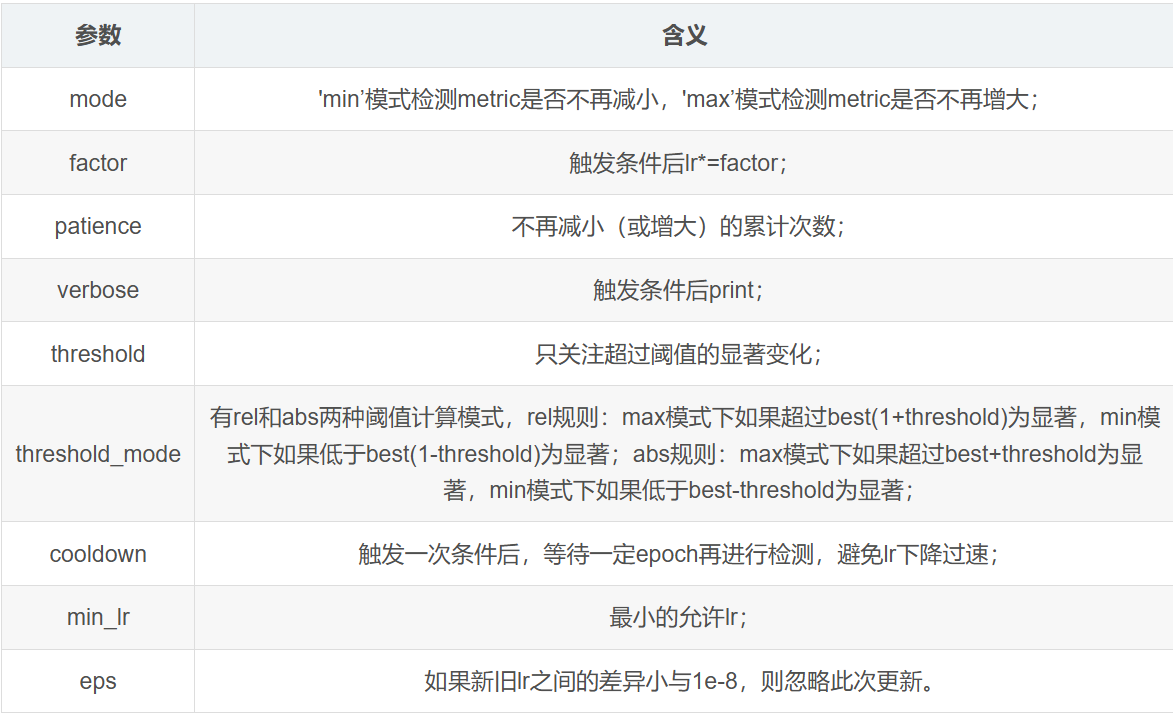 参数 含义
mode 'min’模式检测metric是否不再减小，'max’模式检测metric是否不再增大；
factor 触发条件后lr*=factor；
patience 不再减小（或增大）的累计次数；
verbose 触发条件后print；
threshold 只关注超过阈值的显著变化；
threshold_mode 有rel和abs两种阈值计算模式，rel规则：max模式下如果超过best(1+threshold)为显著，min模
式下如果低于best(1-threshold)为显著；abs规则：max模式下如果超过best+threshold为显
著，min模式下如果低于best-threshold为显著；
cooldown 触发一次条件后，等待一定epoch再进行检测，避免lr下降过速；
min_lr 最小的允许lr；
eps 如果新旧lr之间的差异小与1e-8，则忽略此次更新。